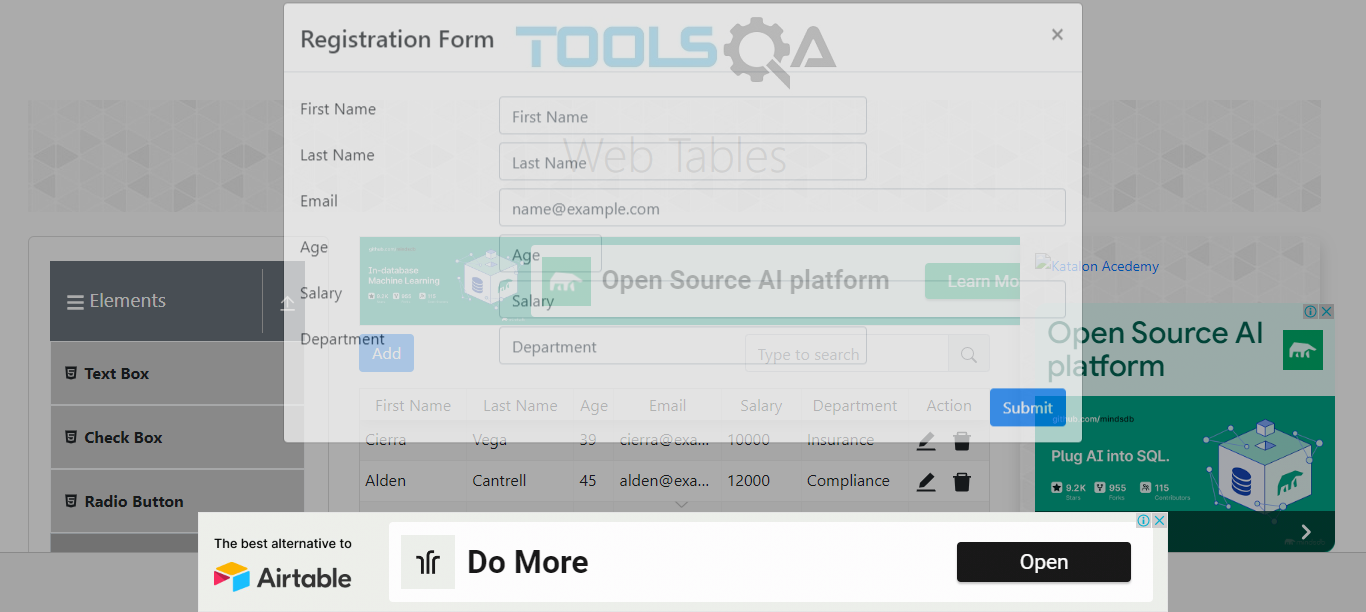 Registration Form
TOOLSQA
First Name
First Name
Web Tables
Last Name
Last Name
Email
name@example.com
Age
Age
In-database
Machine Learning
Open Source AI platform
Learn Mo
Katalon Acedemy
Elements
Salary
Salary
Open Source AI
platform
Department
Department
Add
Type to search
Text Box
First Name Last Name Age Email Salary Department Action
Submit
github.com/mindsdb
Check Box
Cierra Vega 39 cierra@exa... 10000 Insurance
Plug AI into SQL.
Alden Cantrell 45 alden@exa... 12000 Compliance
9.2K 955 115
Stars Forks Contributors
Radio Button
The best alternative to
Airtable
Do More
Open